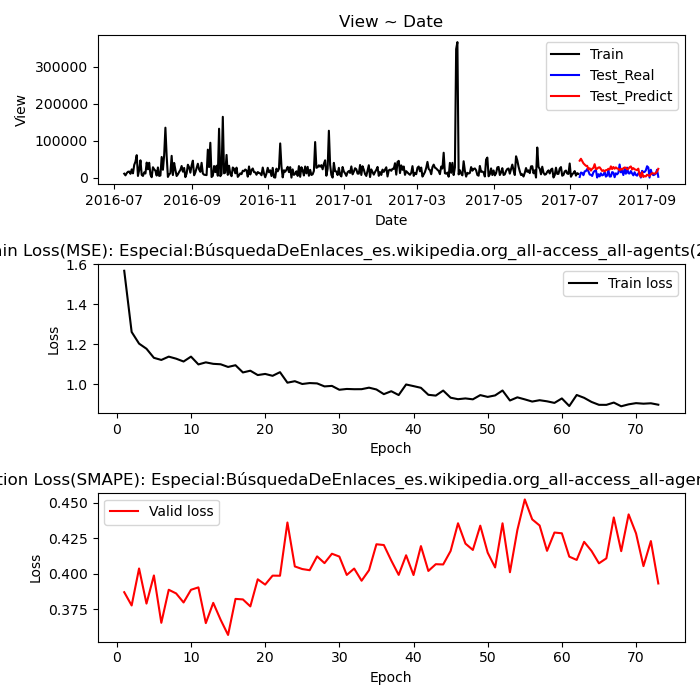 View ~ Date
Train
Test_Real
Test_Predict
View
300000
200000
100000
0
2016-07 2016-09 2016-11 2017-01 2017-03 2017-05 2017-07 2017-09
Date
in Loss(MSE): Especial:BúsquedaDeEnlaces_es.wikipedia.org_all-access_all-agents(2
Train loss
Loss
1.6
1.4
1.2
1.0
0 10 20 30 40 50 60 70
Epoch
tion Loss(SMAPE): Especial:BúsquedaDeEnlaces_es.wikipedia.org_all-access_all-agen
Valid loss
Loss
0.450
0.425
0.400
0.375
0 10 20 30 40 50 60 70
Epoch